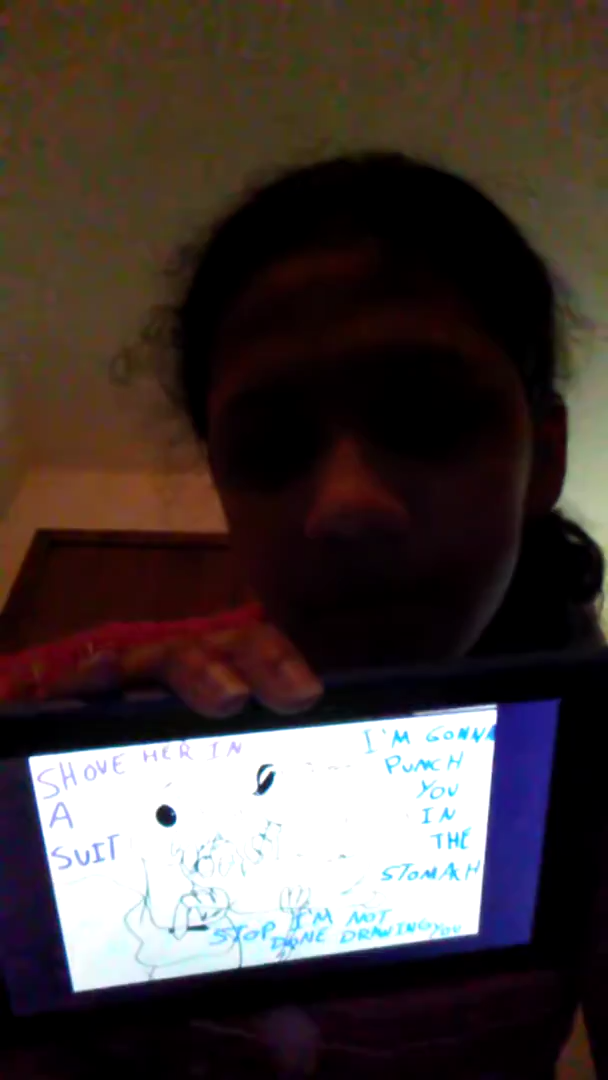 SHOVE HER IN
A
SUIT
I'M GONNA
PUNCH
YOU
IN
THE
STOMACH
STOP I'M NOT
DONE DRAWING YOU